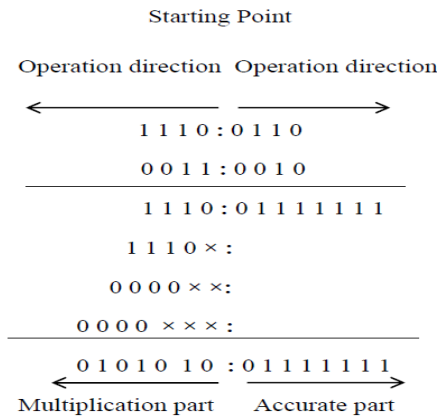 Starting Point
Operation direction Operation direction
1 1 1 0 : 0 1 1 0
0 0 1 1 : 0 0 1 0
1 1 1 0 : 0 1 1 1 1 1 1 1
1 1 1 0 × :
0 0 0 0 × × :
0 0 0 0 × × × :
0 1 0 1 0 1 0 : 0 1 1 1 1 1 1 1
Multiplication part Accurate part